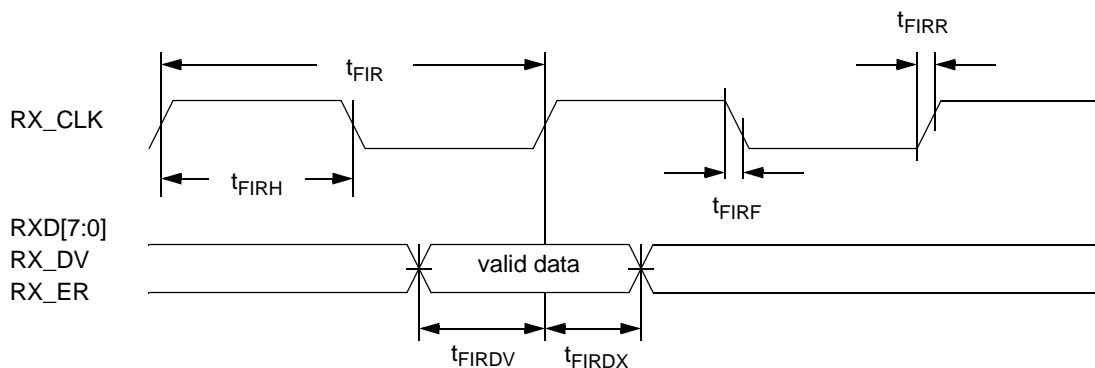 tFIRR
tFIR
RX_CLK
tFIRH
tFIRF
RXD[7:0]
RX_DV
valid data
RX_ER
tFIRDV
tFIRDX